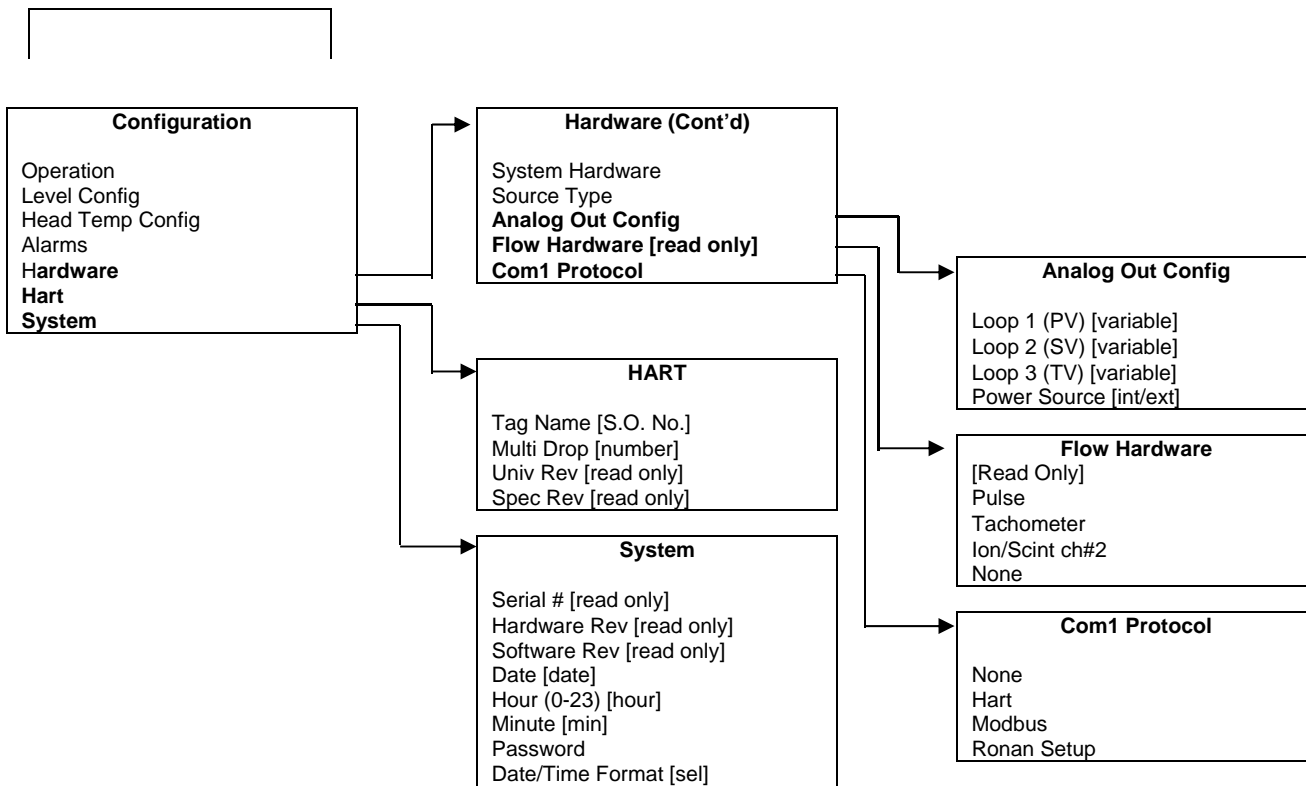 Configuration
Operation
Level Config
Head Temp Config
Alarms
Hardware
Hart
System
Hardware (Cont'd)
System Hardware
Source Type
Analog Out Config
Flow Hardware [read only]
Com1 Protocol
HART
Tag Name [S.O. No.]
Multi Drop [number]
Univ Rev [read only]
Spec Rev [read only]
System
Serial # [read only]
Hardware Rev [read only]
Software Rev [read only]
Date [date]
Hour (0-23) [hour]
Minute [min]
Password
Date/Time Format [sel]
Analog Out Config
Loop 1 (PV) [variable]
Loop 2 (SV) [variable]
Loop 3 (TV) [variable]
Power Source [int/ext]
Flow Hardware
[Read Only]
Pulse
Tachometer
Ion/Scint ch#2
None
Com1 Protocol
None
Hart
Modbus
Ronan Setup